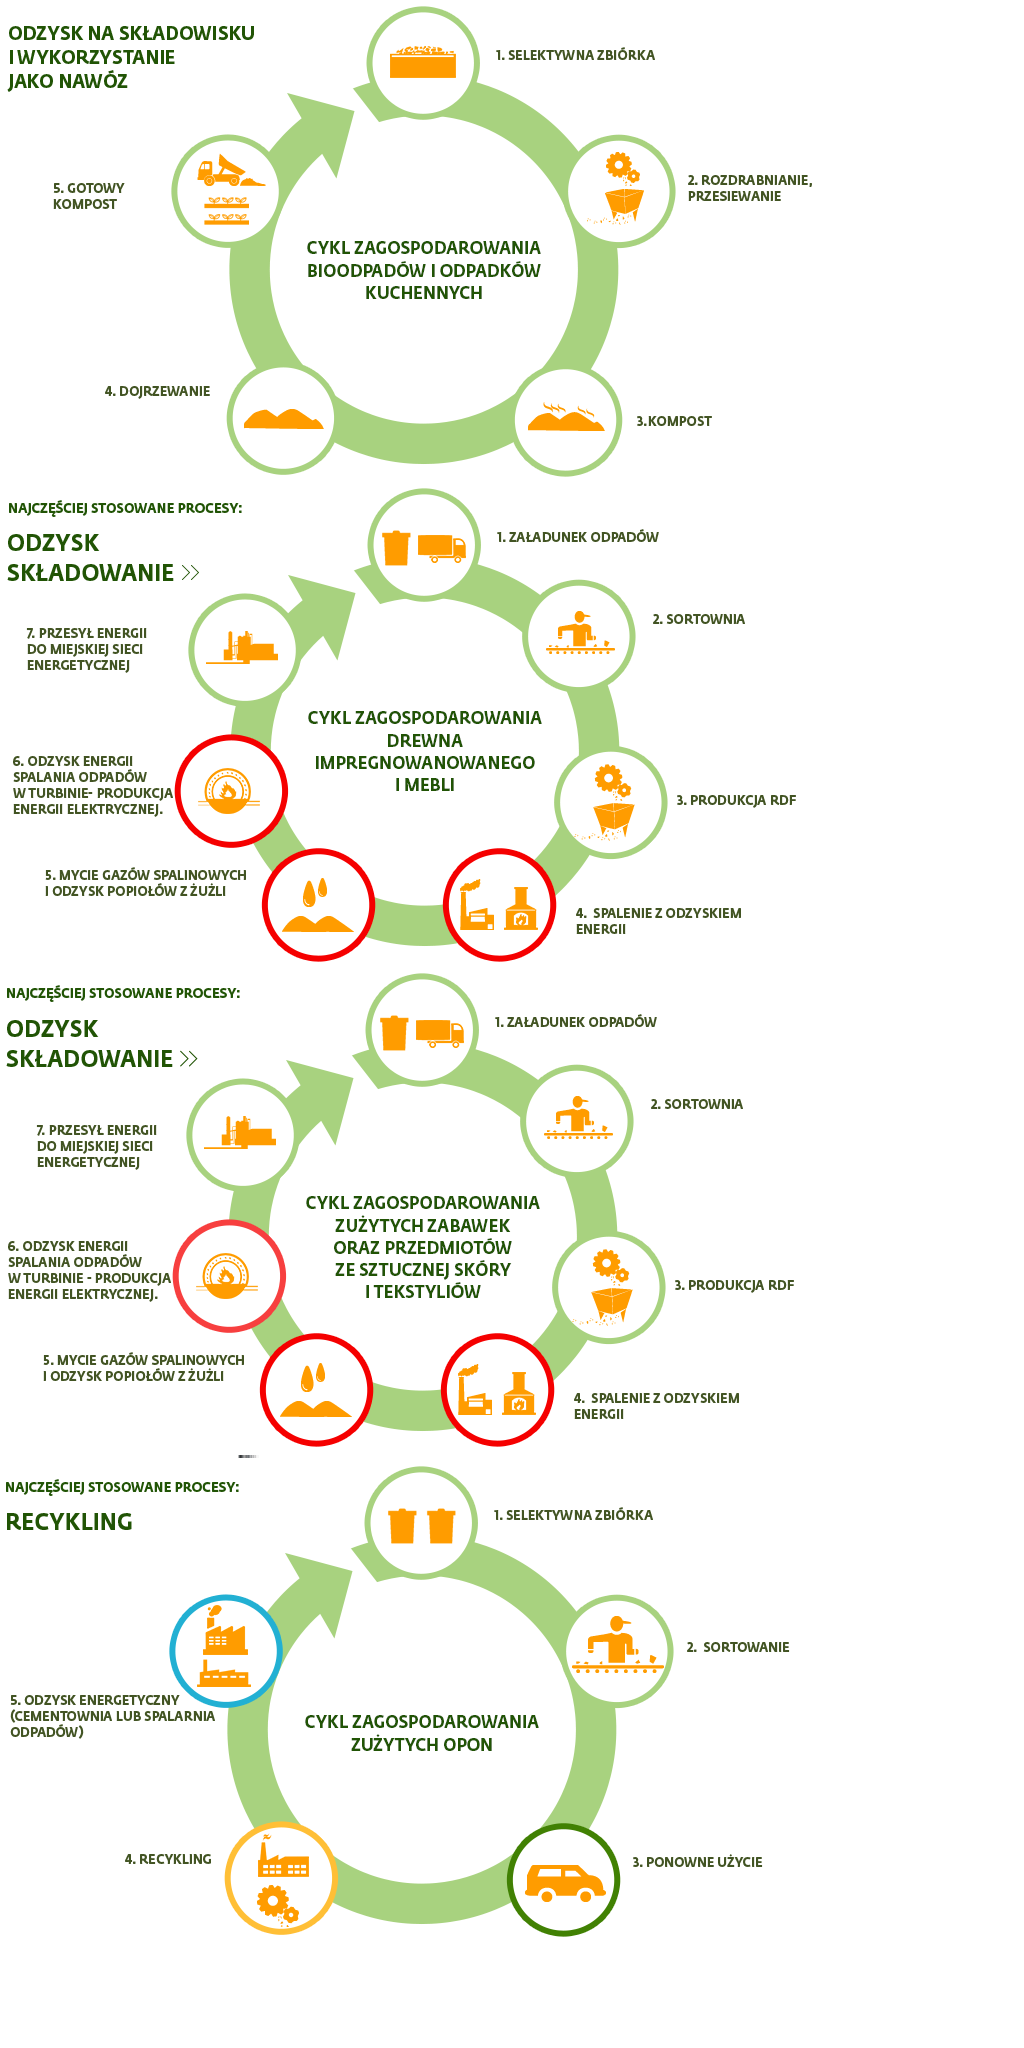 ODZYSK NA SKŁADOWISKU
I WYKORZYSTANIE
JAKO NAWÓZ
1. SELEKTYWNA ZBIÓRKA
2. ROZDRABNIANIE,
PRZESIEWANIE
5. GOTOWY
KOMPOST
CYKL ZAGOSPODAROWANIA
BIOODPADÓW I ODPADKÓW
KUCHENNYCH
4. DOJRZEWANIE
3.KOMPOST
NAJCZĘŚCIEJ STOSOWANE PROCESY:
ODZYSK
SKŁADOWANIE
1. ZAŁADUNEK ODPADÓW
2. SORTOWNIA
7. PRZESYŁ ENERGII
DO MIEJSKIEJ SIECI
ENERGETYCZNEJ
CYKL ZAGOSPODAROWANIA
DREWNA
IMPREGNOWANOWANEGO
I MEBLI
6. ODZYSK ENERGII
SPALANIA ODPADÓW
W TURBINIE- PRODUKCJA
ENERGII ELEKTRYCZNEJ.
3. PRODUKCJA RDF
5. MYCIE GAZÓW SPALINOWYCH
I ODZYSK POPIOŁÓW Z ŻUŻLI
4. SPALENIE Z ODZYSKIEM
ENERGII
NAJCZĘŚCIEJ STOSOWANE PROCESY:
ODZYSK
SKŁADOWANIE
1. ZAŁADUNEK ODPADÓW
2. SORTOWNIA
7. PRZESYŁ ENERGII
DO MIEJSKIEJ SIECI
ENERGETYCZNEJ
CYKL ZAGOSPODAROWANIA
ZUŻYTYCH ZABAWEK
ORAZ PRZEDMIOTÓW
ZE SZTUCZNEJ SKÓRY
I TEKSTYLIÓW
6. ODZYSK ENERGII
SPALANIA ODPADÓW
W TURBINIE - PRODUKCJA
ENERGII ELEKTRYCZNEJ.
3. PRODUKCJA RDF
5. MYCIE GAZÓW SPALINOWYCH
I ODZYSK POPIOŁÓW Z ŻUŻLI
4. SPALENIE Z ODZYSKIEM
ENERGII
NAJCZĘŚCIEJ STOSOWANE PROCESY:
RECYKLING
1. SELEKTYWNA ZBIÓRKA
2. SORTOWANIE
5. ODZYSK ENERGETYCZNY
(CEMENTOWNIA LUB SPALARNIA
ODPADÓW)
CYKL ZAGOSPODAROWANIA
ZUŻYTYCH OPON
4. RECYKLING
3. PONOWNE UŻYCIE